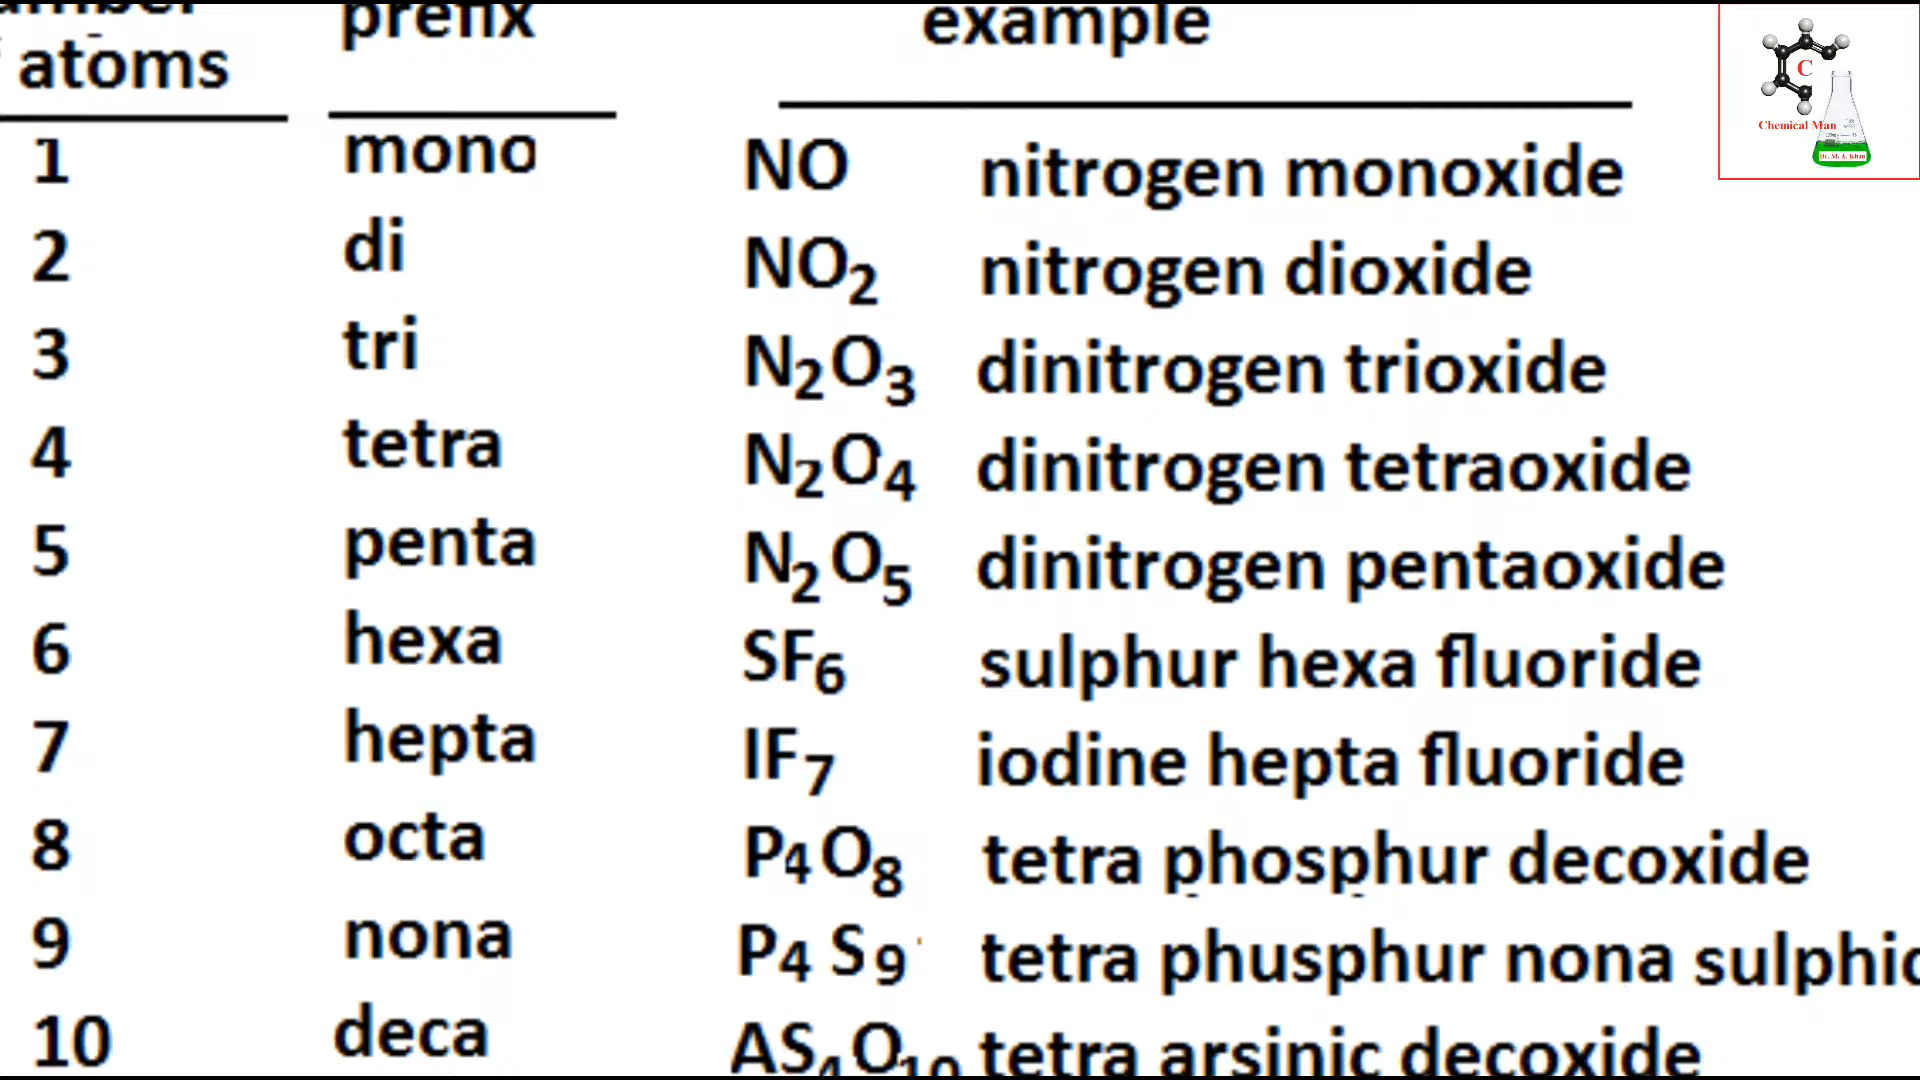 prefix example
atoms
1 mono NO nitrogen monoxide
2 di NO₂ nitrogen dioxide
3 tri N₂O₃ dinitrogen trioxide
4 tetra N₂O₄ dinitrogen tetraoxide
5 penta N₂O₅ dinitrogen pentaoxide
6 hexa SF₆ sulphur hexa fluoride
7 hepta IF₇ iodine hepta fluoride
8 octa P₄O₈ tetra phosphur decoxide
9 nona P₄ S₉ tetra phusphur nona
10 deca AS₄O₁₀ tetra arsinic decoxide
C
Chemical Man
Dr. M. A. Khan